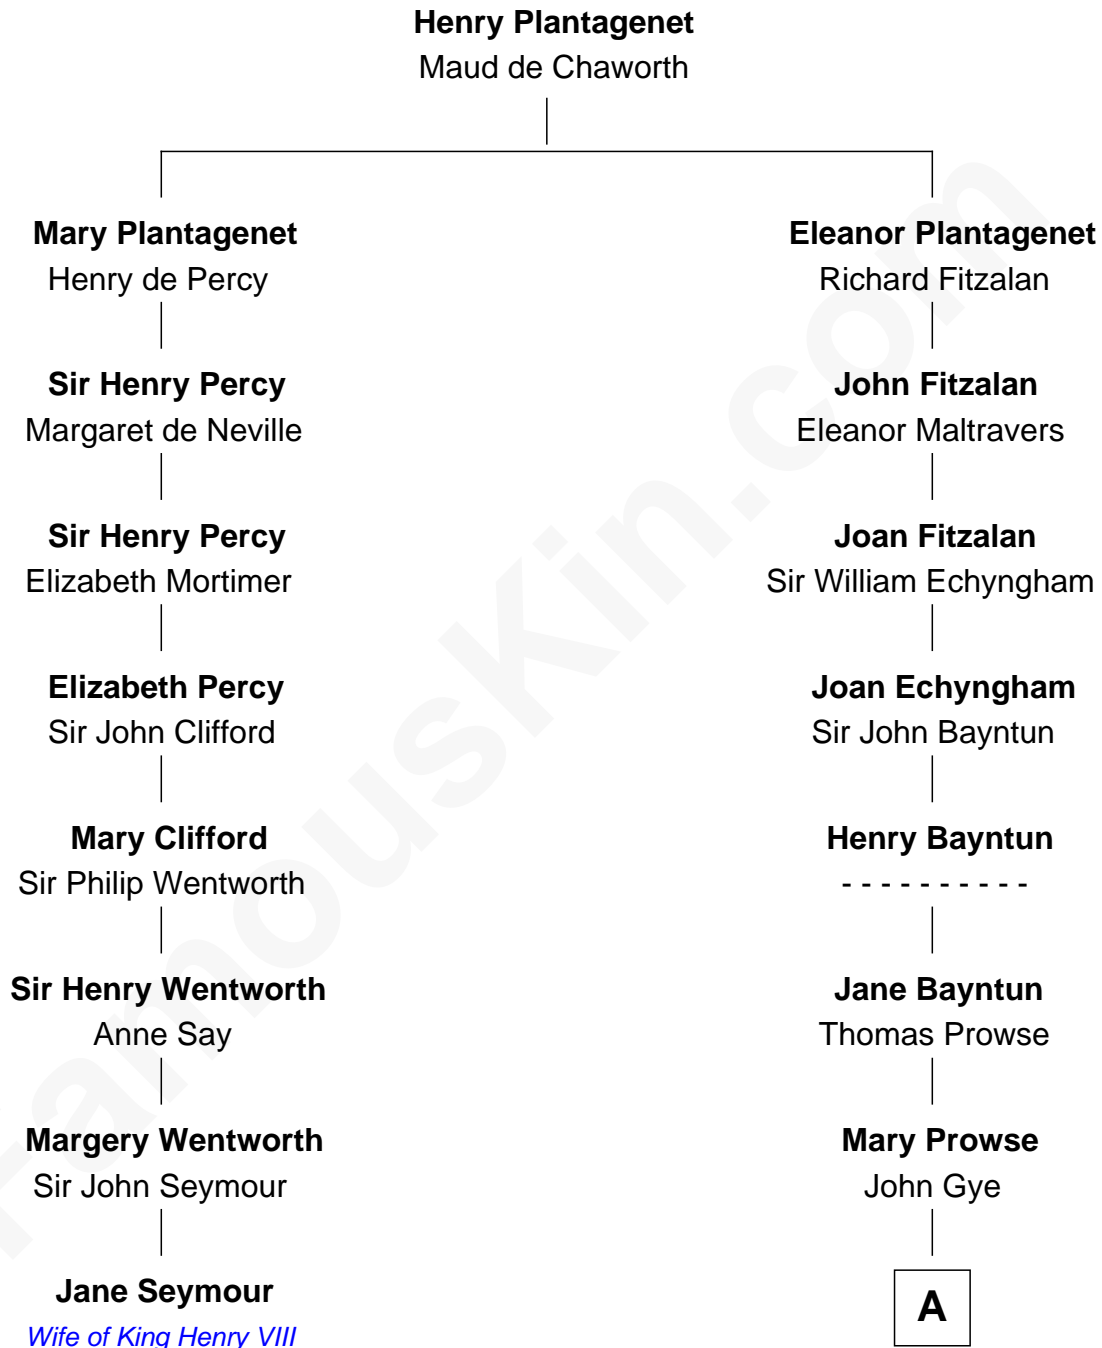 Henry Plantagenet
Maud de Chaworth
Mary Plantagenet
Henry de Percy
Eleanor Plantagenet
Richard Fitzalan
Sir Henry Percy
Margaret de Neville
John Fitzalan
Eleanor Maltravers
Sir Henry Percy
Elizabeth Mortimer
Joan Fitzalan
Sir William Echyngham
Elizabeth Percy
Sir John Clifford
Joan Echyngham
Sir John Bayntun
Mary Clifford
Sir Philip Wentworth
Henry Bayntun
- - - - - - - - - -
Sir Henry Wentworth
Anne Say
Jane Bayntun
Thomas Prowse
Margery Wentworth
Sir John Seymour
Mary Prowse
John Gye
Jane Seymour
Wife of King Henry VIII
A
FamousKin.com